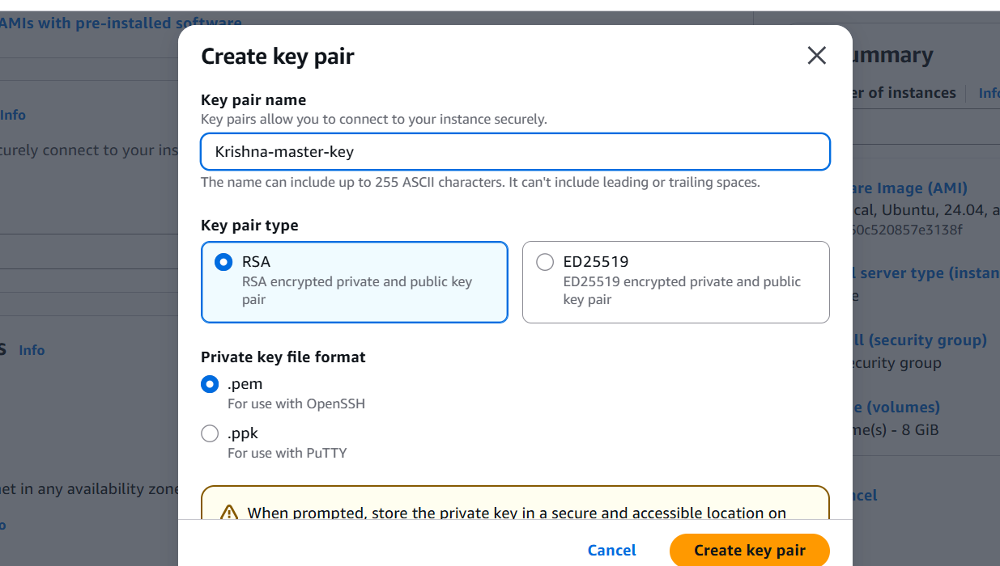 AMIs with pre-installed software
Create key pair
ummary
Key pair name
er of instances
Info
Key pairs allow you to connect to your instance securely.
Info
Krishna-master-key
curely connect to your ins
The name can include up to 255 ASCII characters. It can't include leading or trailing spaces.
are Image (AMI)
cal, Ubuntu, 24.04, a
60c520857e3138f
Key pair type
RSA
RSA encrypted private and public key
pair
ED25519
ED25519 encrypted private and public
key pair
l server type (instan
e
ll (security group)
ecurity group
s Info
Private key file format
.pem
For use with OpenSSH
.ppk
For use with PuTTY
e (volumes)
me(s) - 8 GiB
et in any availability zone
ncel
When prompted, store the private key in a secure and accessible location on
o
Cancel
Create key pair